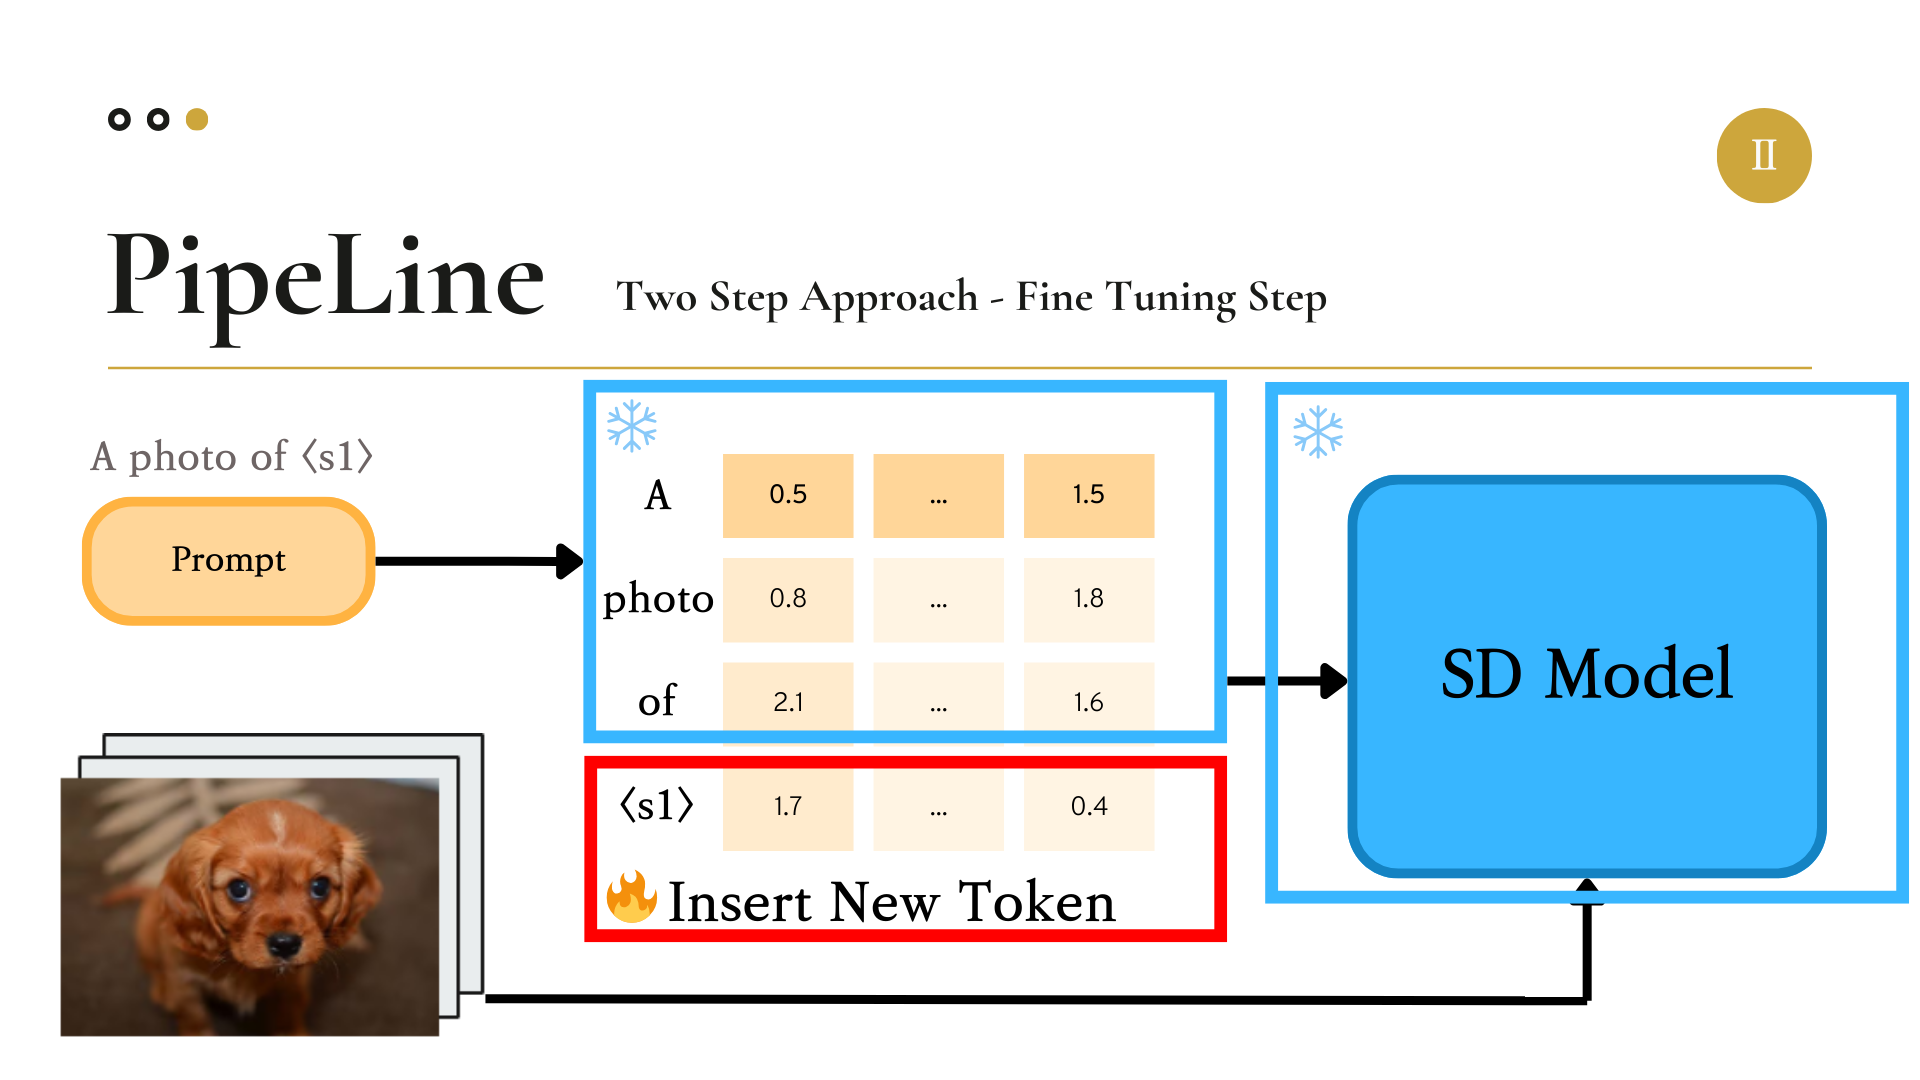 II
PipeLine
Two Step Approach - Fine Tuning Step
A photo of 〈s1〉
Prompt
A 0.5 ... 1.5
photo 0.8 ... 1.8
of 2.1 ... 1.6
〈s1〉 1.7 ... 0.4
Insert New Token
SD Model